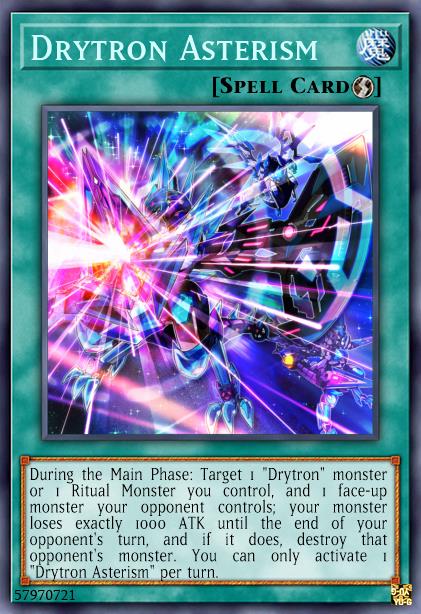 Drytron Asterism
[Spell Card]
During the Main Phase: Target 1 "Drytron" monster
or 1 Ritual Monster you control, and 1 face-up
monster your opponent controls; your monster
loses exactly 1000 ATK until the end of your
opponent's turn, and if it does, destroy that
opponent's monster. You can only activate 1
"Drytron Asterism" per turn.
57970721